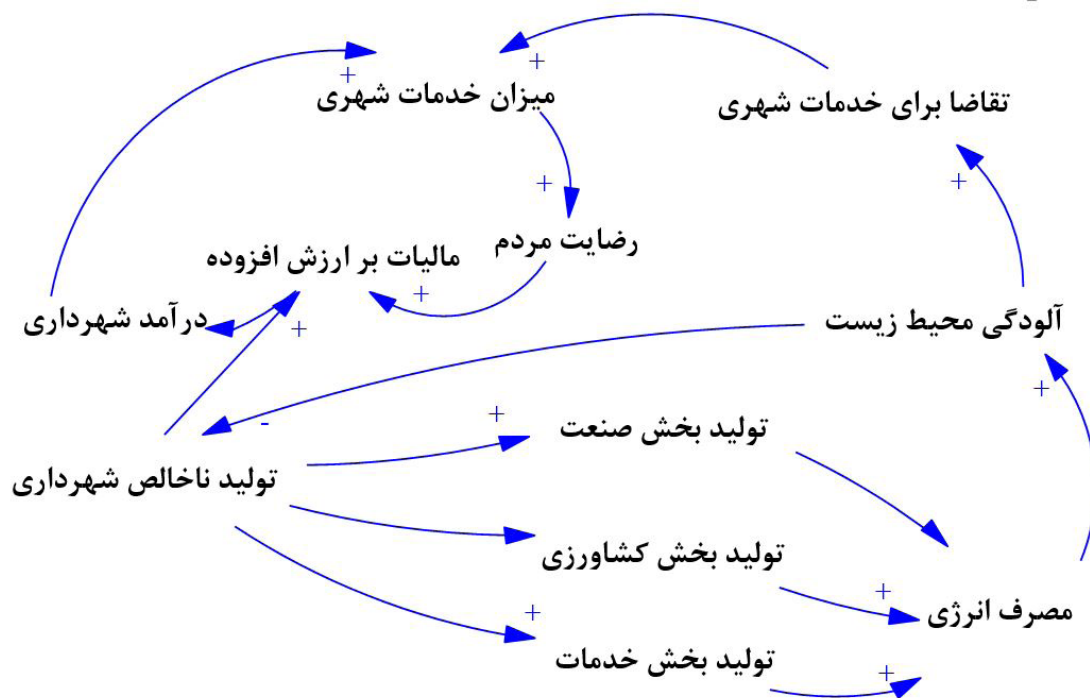 میزان خدمات شهری
تقاضا برای خدمات شهری
رضایت مردم
مالیات بر ارزش افزوده
درآمد شهرداری
آلودگی محیط زیست
تولید بخش صنعت
تولید ناخالص شهرداری
تولید بخش کشاورزی
مصرف انرژی
تولید بخش خدمات
+
+
+
+
+
+
+
-
+
+
+
+